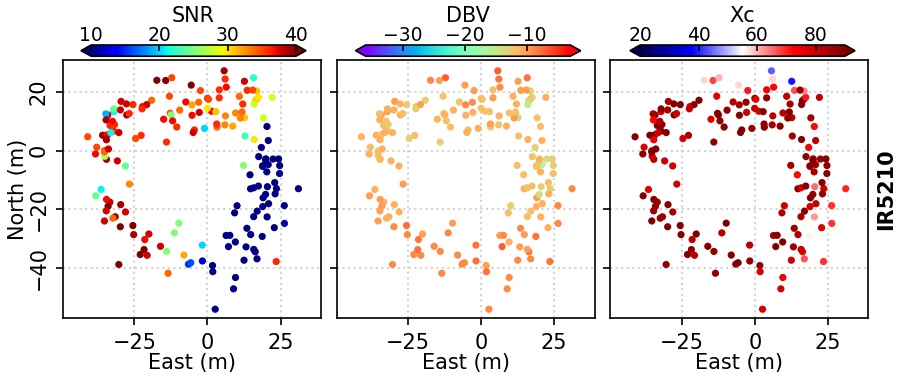 SNR DBV Xc
10 20 30 40 −30 −20 −10 20 40 60 80
20
0
−20
−40
North (m)
IR5210
−25 0 25 −25 0 25 −25 0 25
East (m) East (m) East (m)